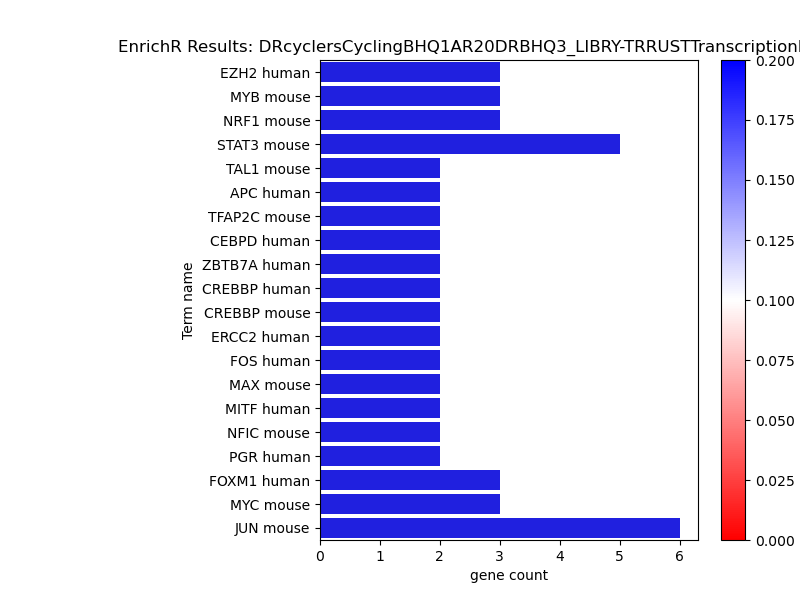 EnrichR Results: DRcyclersCyclingBHQ1AR20DRBHQ3_LIBRY-TRRUSTTranscription
EZH2 human
MYB mouse
NRF1 mouse
STAT3 mouse
TAL1 mouse
APC human
TFAP2C mouse
CEBPD human
ZBTB7A human
CREBBP human
CREBBP mouse
ERCC2 human
FOS human
MAX mouse
MITF human
NFIC mouse
PGR human
FOXM1 human
MYC mouse
JUN mouse
Term name
0 1 2 3 4 5 6
gene count
0.200
0.175
0.150
0.125
0.100
0.075
0.050
0.025
0.000